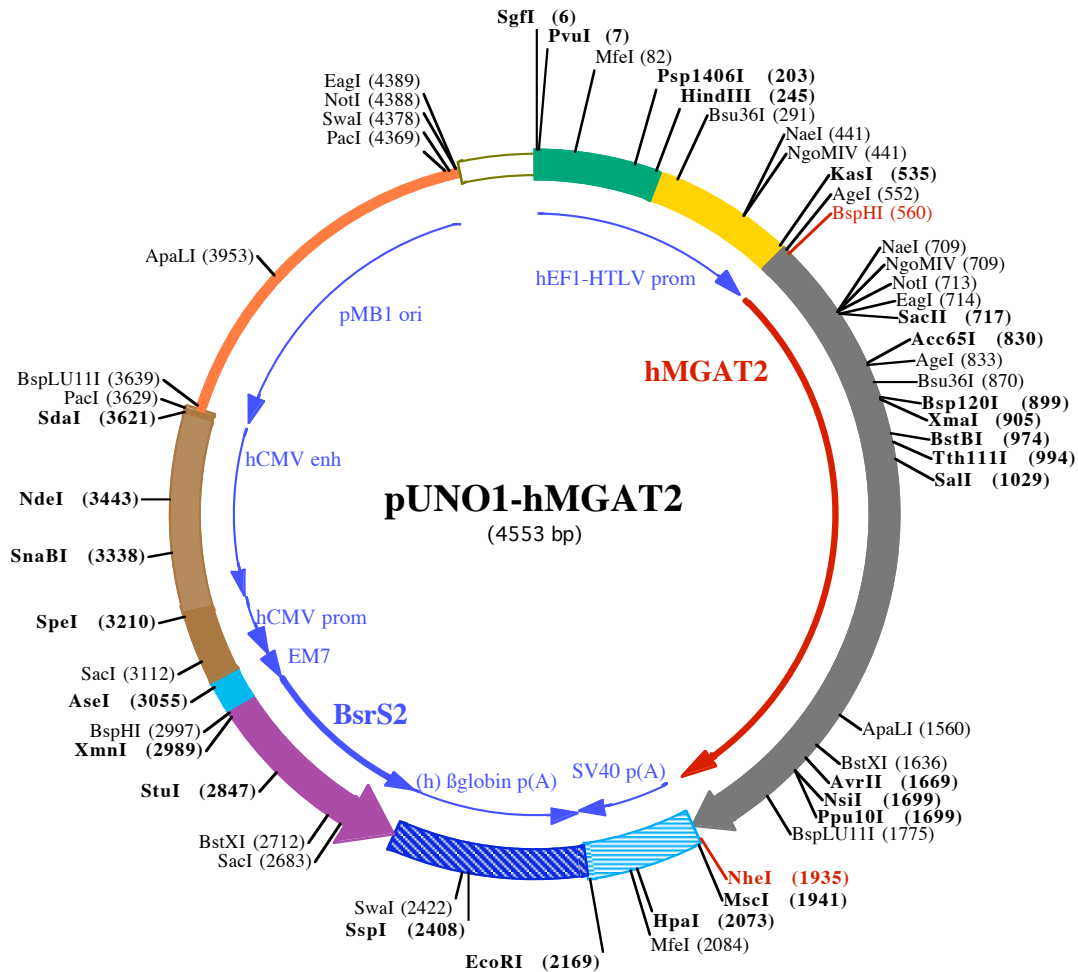 SgfI (6)
PvuI (7)
MfeI (82)
Psp1406I (203)
HindIII (245)
Bsu36I (291)
NaeI (441)
NgoMIV (441)
KasI (535)
AgeI (552)
BspHI (560)
NaeI (709)
NgoMIV (709)
NotI (713)
EagI (714)
SacII (717)
Acc65I (830)
AgeI (833)
Bsu36I (870)
Bsp120I (899)
XmaI (905)
BstBI (974)
Tth111I (994)
SalI (1029)
ApaLI (1560)
BstXI (1636)
AvrII (1669)
NsiI (1699)
Ppu10I (1699)
BspLU11I (1775)
NheI (1935)
MscI (1941)
HpaI (2073)
MfeI (2084)
EcoRI (2169)
SspI (2408)
SwaI (2422)
SacI (2683)
BstXI (2712)
StuI (2847)
XmnI (2989)
BspHI (2997)
AseI (3055)
SacI (3112)
SpeI (3210)
SnaBI (3338)
NdeI (3443)
SdaI (3621)
PacI (3629)
BspLU11I (3639)
ApaLI (3953)
PacI (4369)
SwaI (4378)
NotI (4388)
EagI (4389)
hEF1-HTLV prom
hMGAT2
SV40 p(A)
(h) ßglobin p(A)
BsrS2
EM7
hCMV prom
hCMV enh
pMB1 ori
pUNO1-hMGAT2
(4553 bp)